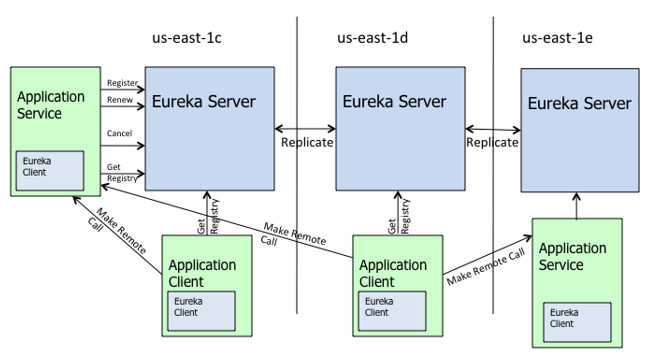 us-east-1c
us-east-1d
us-east-1e
Application
Service
Eureka
Client
Register
Renew
Cancel
Get
Registry
Eureka Server
Replicate
Eureka Server
Replicate
Eureka Server
Make Remote
Call
Get
Registry
Make Remote
Call
Get
Registry
Make Remote Call
Application
Client
Eureka
Client
Application
Client
Eureka
Client
Application
Service
Eureka
Client